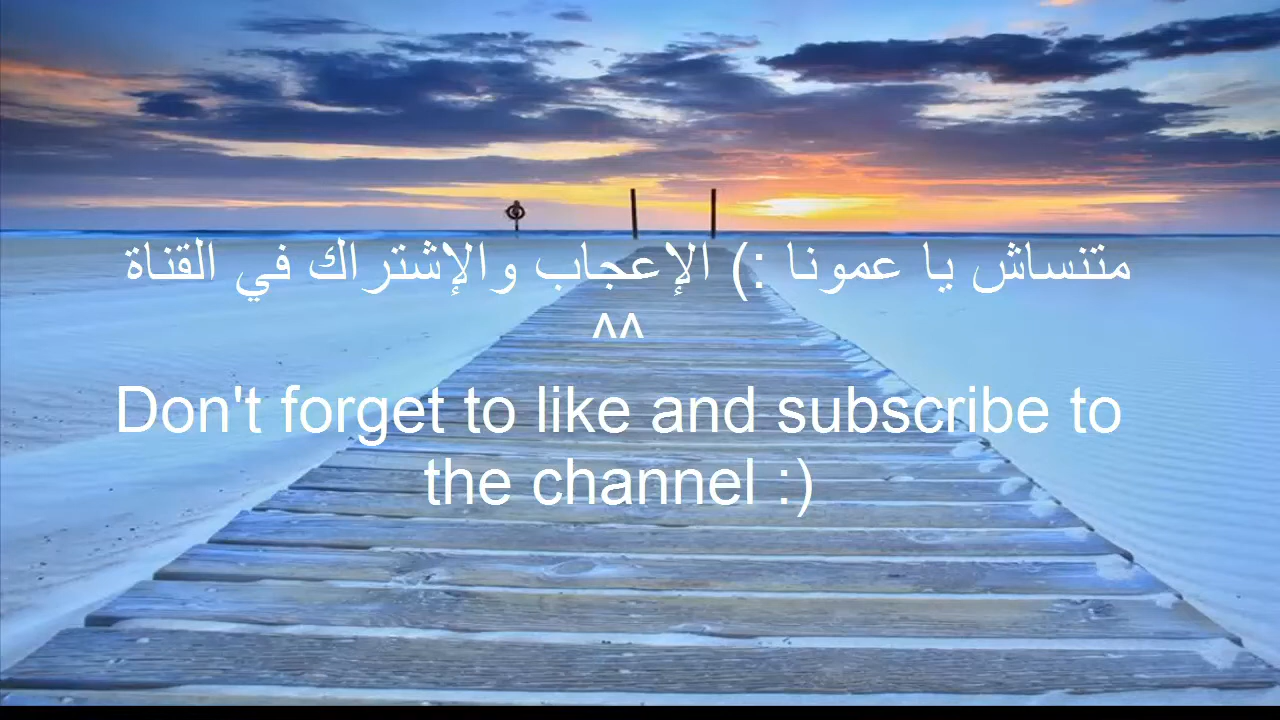 متنساش يا عمونا :) الإعجاب والإشتراك في القناة
^^
Don't forget to like and subscribe to
the channel :)